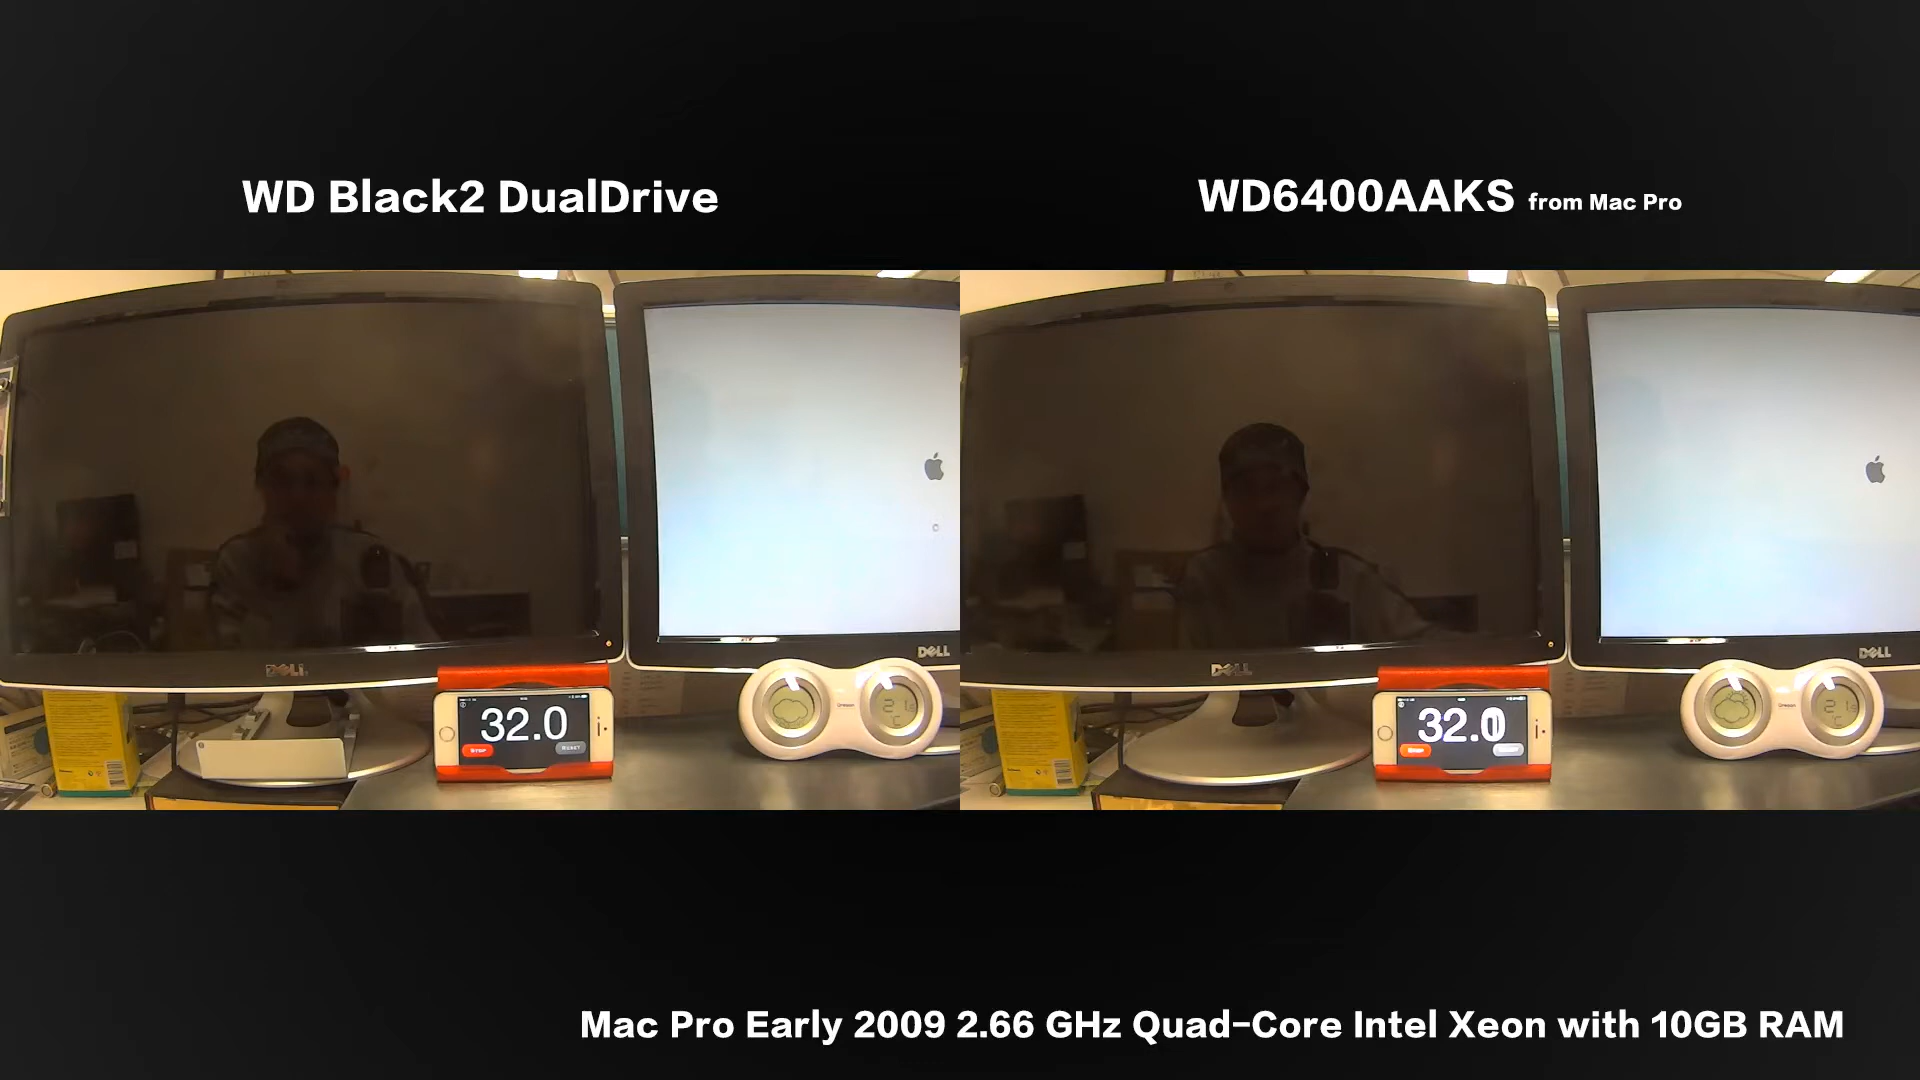 WD Black2 DualDrive
WD6400AAKS from Mac Pro
DELL
DELL
DELL
DELL
32.0
STOP
RESET
32.0
STOP
Mac Pro Early 2009 2.66 GHz Quad-Core Intel Xeon with 10GB RAM